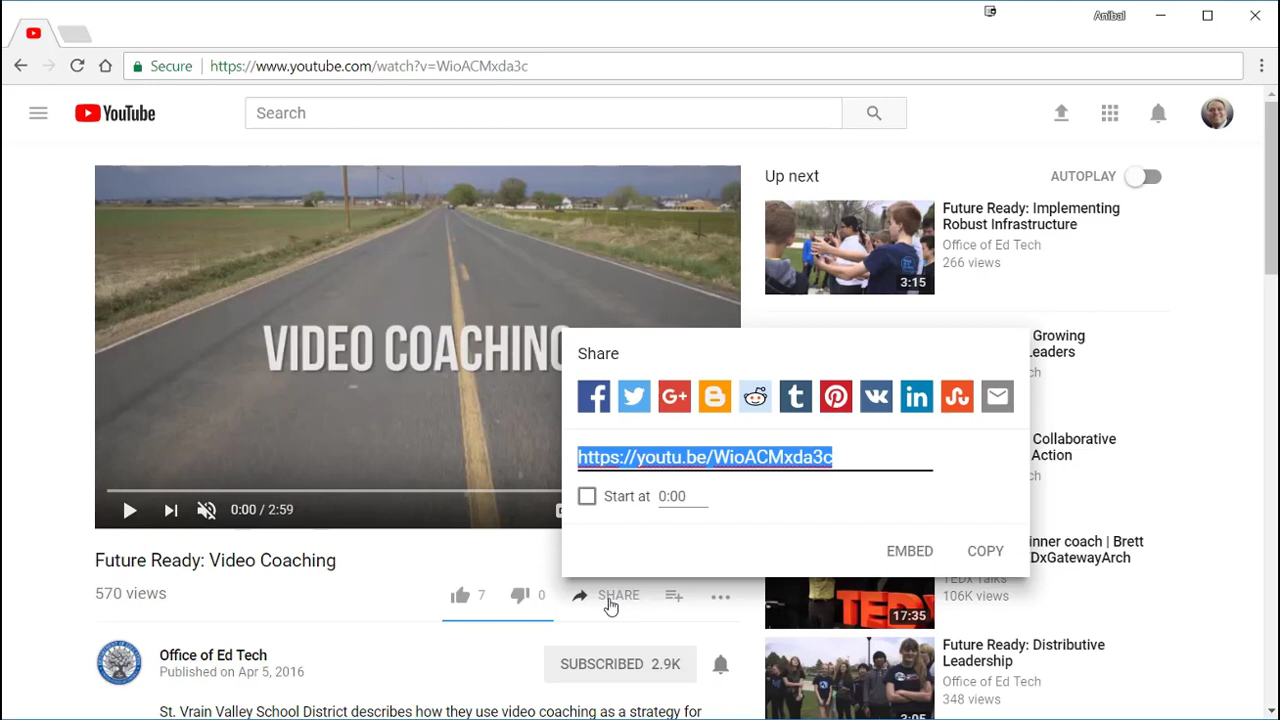 Anibal
Secure
https://www.youtube.com/watch?v=WioACMxda3c
YouTube
Search
VIDEO COACHING
0:00 / 2:59
Future Ready: Video Coaching
570 views
7
0
SHARE
Office of Ed Tech
Published on Apr 5, 2016
SUBSCRIBED 2.9K
St. Vrain Valley School District describes how they use video coaching as a strategy for
Share
https://youtu.be/WioACMxda3c
Start at 0:00
EMBED
COPY
Up next
AUTOPLAY
3:15
Future Ready: Implementing
Robust Infrastructure
Office of Ed Tech
266 views
Growing
Collaborative
Action
inner coach | Brett
TEDx Talks
106K views
17:35
TED
Future Ready: Distributive
Leadership
Office of Ed Tech
348 views
3:05